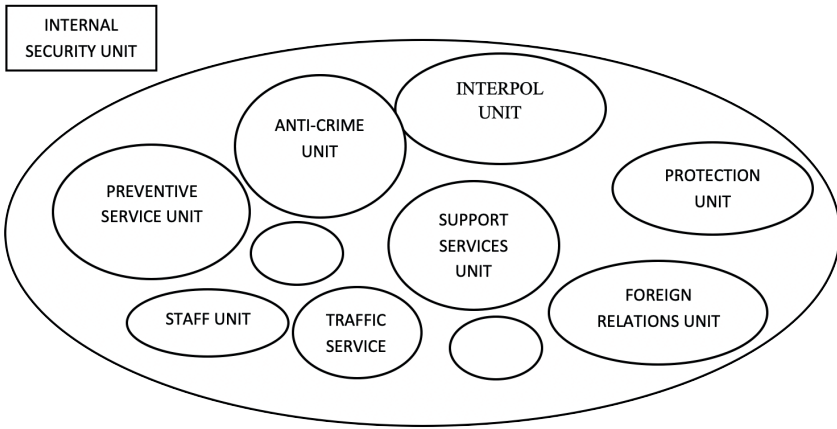 INTERNAL
SECURITY UNIT
INTERPOL
UNIT
ANTI-CRIME
UNIT
PROTECTION
UNIT
PREVENTIVE
SERVICE UNIT
SUPPORT
SERVICES
UNIT
FOREIGN
RELATIONS UNIT
STAFF UNIT
TRAFFIC
SERVICE